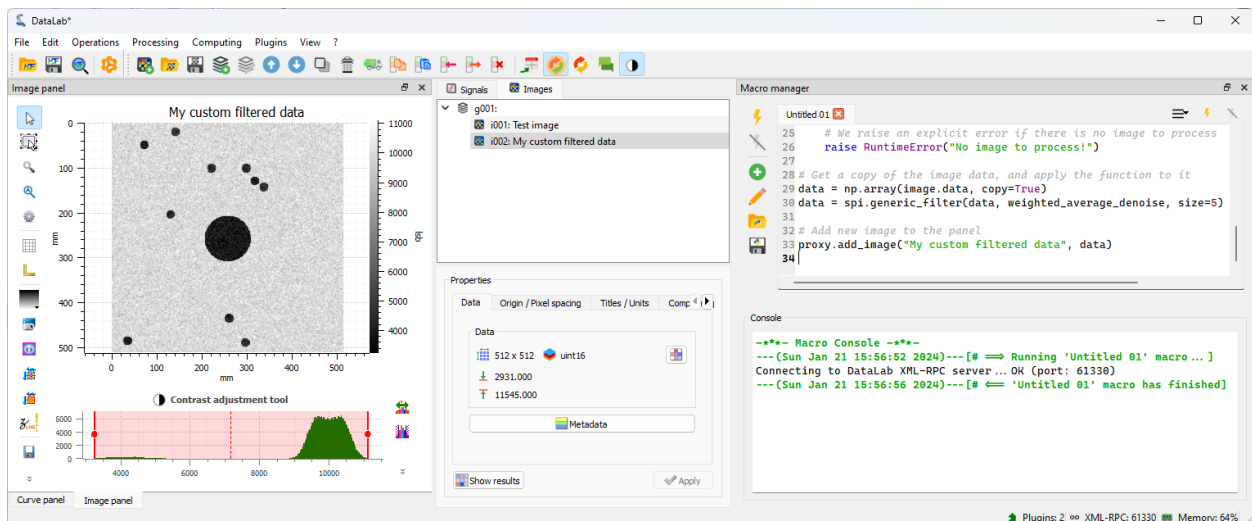 DataLab*
File Edit Operations Processing Computing Plugins View ?
Image panel
My custom filtered data
0
100
200
300
400
500
mm
0 100 200 300 400 500
mm
11000
10000
9000
8000
7000
6000
5000
4000
lsb
Contrast adjustment tool
6000
4000
2000
0
4000 6000 8000 10000
Curve panel Image panel
Signals Images
g001:
i001: Test image
i002: My custom filtered data
Properties
Data Origin / Pixel spacing Titles / Units
Data
512 x 512 uint16
2931.000
11545.000
Metadata
Show results Apply
Macro manager
Untitled 01
25 # We raise an explicit error if there is no image to process
26 raise RuntimeError("No image to process!")
27
28 # Get a copy of the image data, and apply the function to it
29 data = np.array(image.data, copy=True)
30 data = spi.generic_filter(data, weighted_average_denoise, size=5)
31
32 # Add new image to the panel
33 proxy.add_image("My custom filtered data", data)
34
Console
-***- Macro Console -***-
---(Sun Jan 21 15:56:52 2024)---[# ==> Running 'Untitled 01' macro...]
Connecting to DataLab XML-RPC server...OK (port: 61330)
---(Sun Jan 21 15:56:56 2024)---[# <== 'Untitled 01' macro has finished]
Plugins: 2 XML-RPC: 61330 Memory: 64%